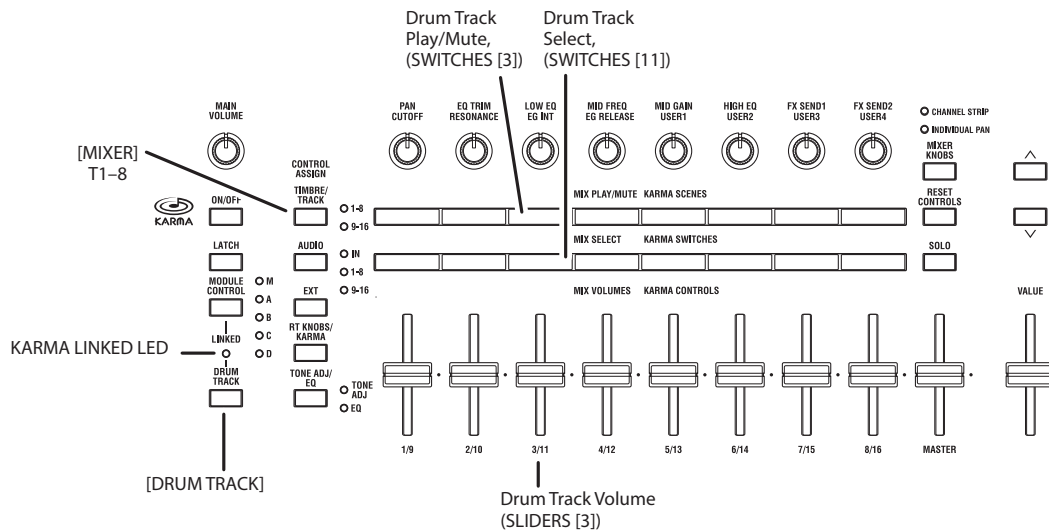 Drum Track
Play/Mute,
(SWITCHES [3])
Drum Track
Select,
(SWITCHES [11])
MAIN
VOLUME
PAN
CUTOFF
EQ TRIM
RESONANCE
LOW EQ
EG INT
MID FREQ
EG RELEASE
MID GAIN
USER1
HIGH EQ
USER2
FX SEND1
USER3
FX SEND2
USER4
CHANNEL STRIP
INDIVIDUAL PAN
MIXER
KNOBS
[MIXER]
T1–8
CONTROL
ASSIGN
TIMBRE/
TRACK
1-8
9-16
MIX PLAY/MUTE KARMA SCENES
RESET
CONTROLS
KARMA
ON/OFF
LATCH
AUDIO
IN
1-8
9-16
MIX SELECT KARMA SWITCHES
SOLO
MODULE
CONTROL
M
A
B
C
D
EXT
MIX VOLUMES KARMA CONTROLS
VALUE
KARMA LINKED LED
LINKED
RT KNOBS/
KARMA
DRUM
TRACK
TONE ADJ/
EQ
TONE
ADJ
EQ
1/9
2/10
3/11
4/12
5/13
6/14
7/15
8/16
MASTER
[DRUM TRACK]
Drum Track Volume
(SLIDERS [3])